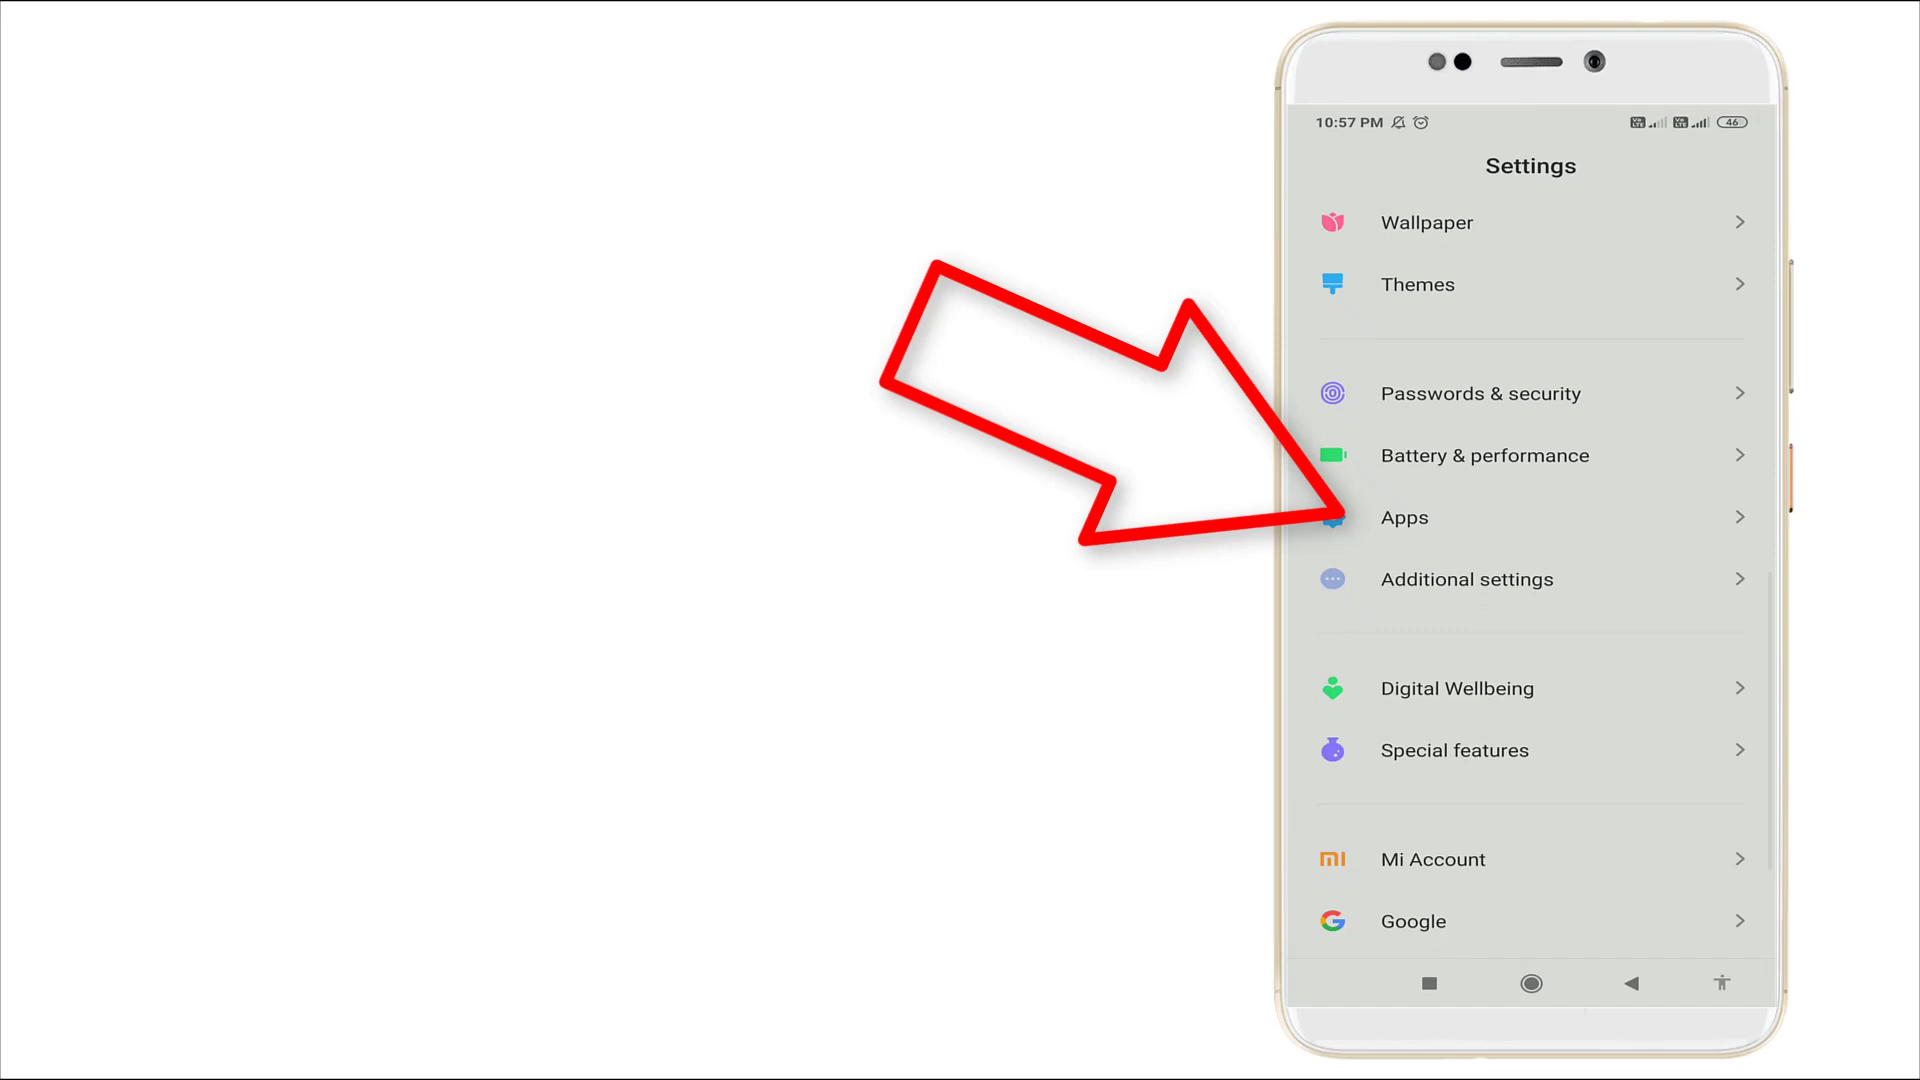 10:57 PM 46
Settings
Wallpaper
Themes
Passwords & security
Battery & performance
Apps
Additional settings
Digital Wellbeing
Special features
Mi Account
Google